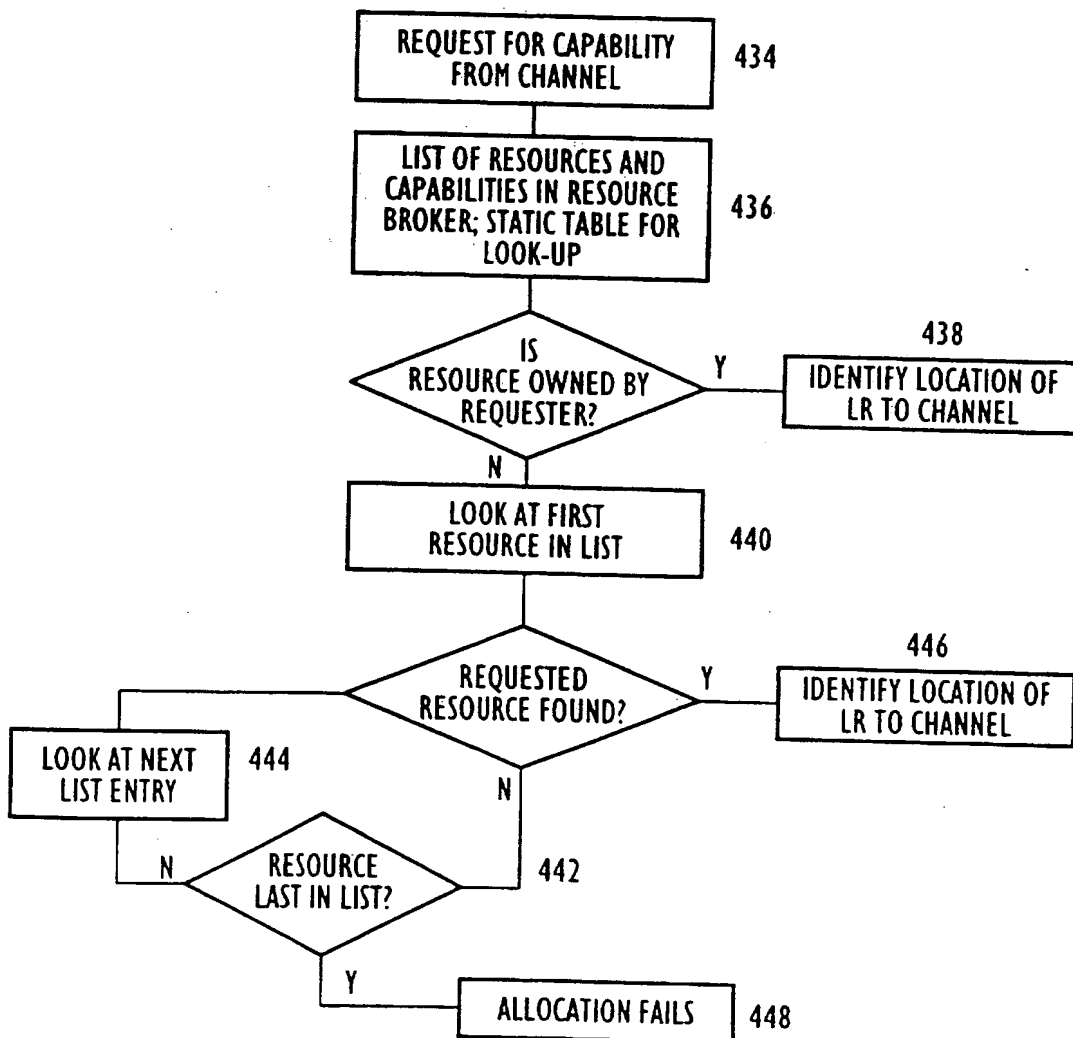 REQUEST FOR CAPABILITY
FROM CHANNEL
434
LIST OF RESOURCES AND
CAPABILITIES IN RESOURCE
BROKER; STATIC TABLE FOR
LOOK-UP
436
IS
RESOURCE OWNED BY
REQUESTER?
Y
438
IDENTIFY LOCATION OF
LR TO CHANNEL
N
LOOK AT FIRST
RESOURCE IN LIST
440
REQUESTED
RESOURCE FOUND?
Y
446
IDENTIFY LOCATION OF
LR TO CHANNEL
LOOK AT NEXT
LIST ENTRY
444
N
N
RESOURCE
LAST IN LIST?
442
Y
ALLOCATION FAILS
448